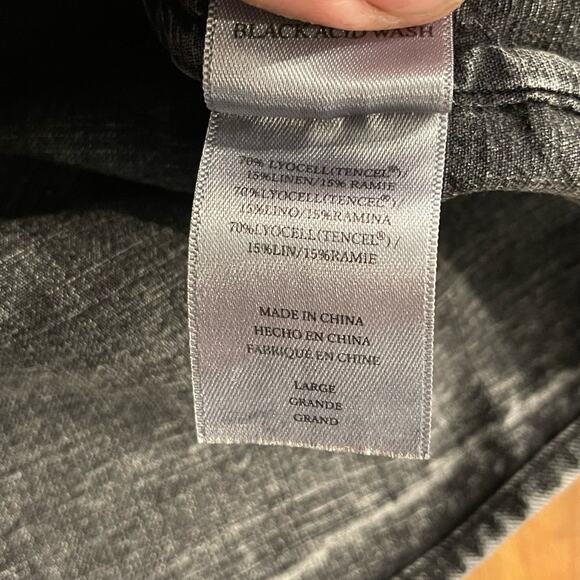 BLACK ACID WASH
70% LYOCELL(TENCEL®)/
15%LINEN/15% RAMIE
70%LYOCELL(TENCEL®)/
15%LINO/15%RAMINA
70%LYOCELL(TENCEL®)/
15%LIN/15%RAMIE
MADE IN CHINA
HECHO EN CHINA
FABRIQUÉ EN CHINE
LARGE
GRANDE
GRAND